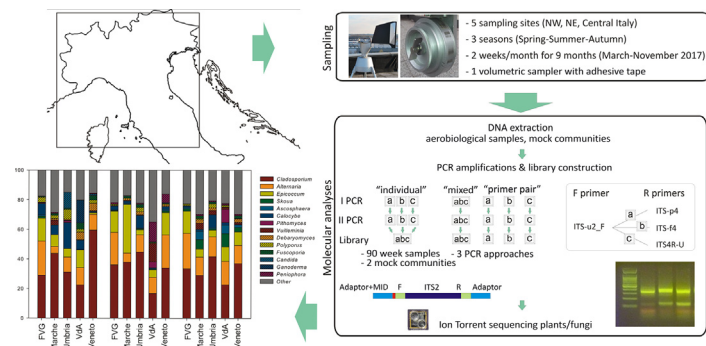 Sampling
- 5 sampling sites (NW, NE, Central Italy)
- 3 seasons (Spring-Summer-Autumn)
- 2 weeks/month for 9 months (March-November 2017)
- 1 volumetric sampler with adhesive tape
Molecular analyses
DNA extraction
aerobiological samples, mock communities
PCR amplifications & library construction
"individual" "mixed" "primer pair"
I PCR a b c abc a b c
II PCR a b c abc a b c
Library abc abc a b c
- 90 week samples - 3 PCR approaches
- 2 mock communities
F primer R primers
ITS-u2_F
a ITS-p4
b ITS-f4
c ITS4R-U
Adaptor+MID F ITS2 R Adaptor
Ion Torrent sequencing plants/fungi
100
80
60
40
20
0
FVG Marche Umbria VdA Veneto FVG Marche Umbria VdA Veneto FVG Marche Umbria VdA Veneto
Cladosporium
Alternaria
Epicoccum
Skoua
Ascosphaera
Calocybe
Pithomyces
Wallemina
Debaryomyces
Polyporus
Fuscoporia
Candida
Ganoderma
Peniophora
Other